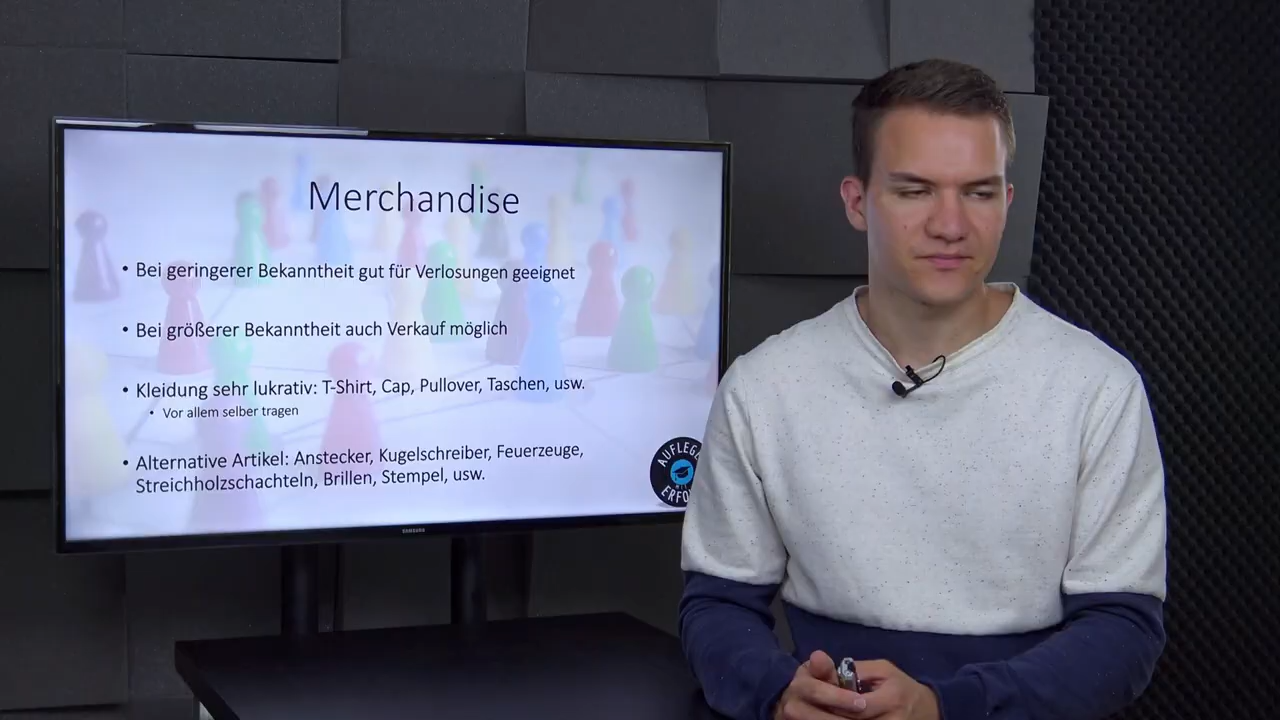 Merchandise
• Bei geringerer Bekanntheit gut für Verlosungen geeignet
• Bei größerer Bekanntheit auch Verkauf möglich
• Kleidung sehr lukrativ: T-Shirt, Cap, Pullover, Taschen, usw.
• Vor allem selber tragen
• Alternative Artikel: Anstecker, Kugelschreiber, Feuerzeuge,
Streichholzschachteln, Brillen, Stempel, usw.
MIT
SAMSUNG